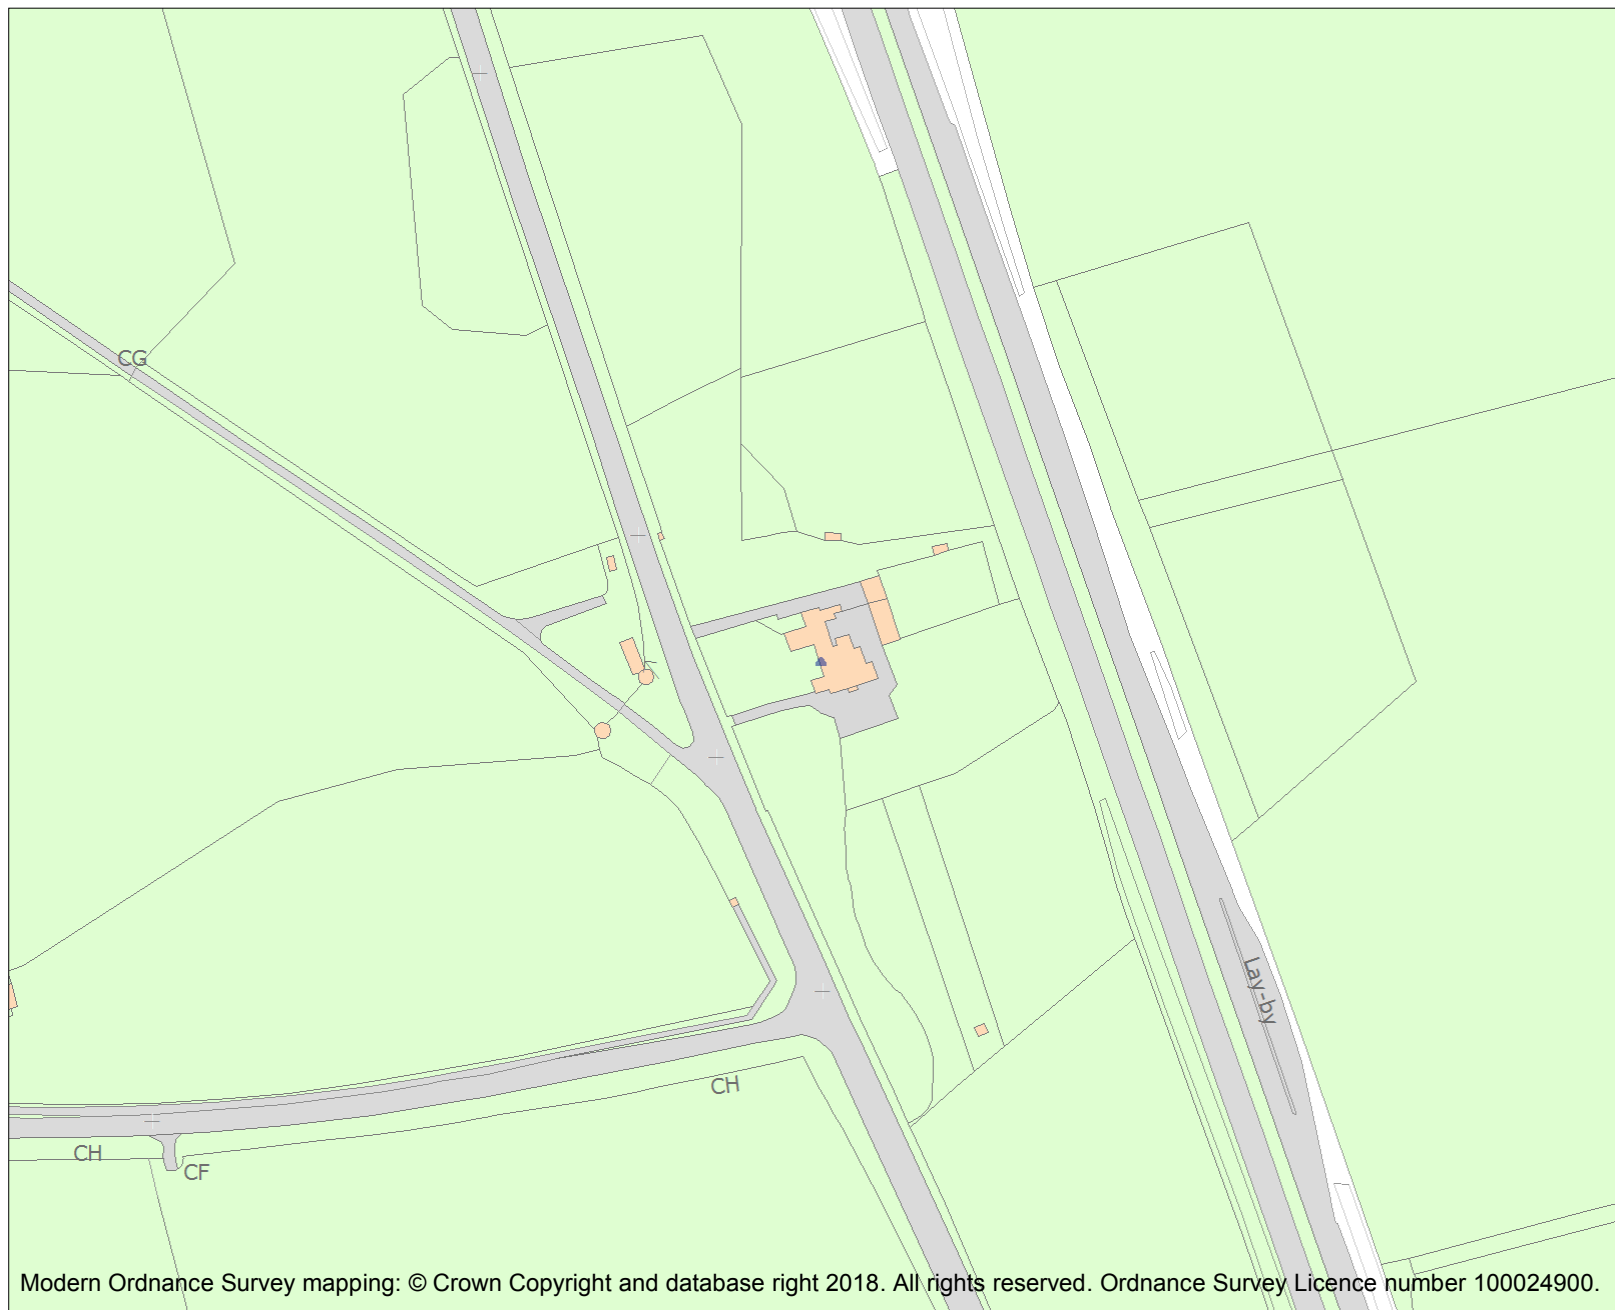 CG
Lay-by
CH
CH
CF
Modern Ordnance Survey mapping: © Crown Copyright and database right 2018. All rights reserved. Ordnance Survey Licence number 100024900.